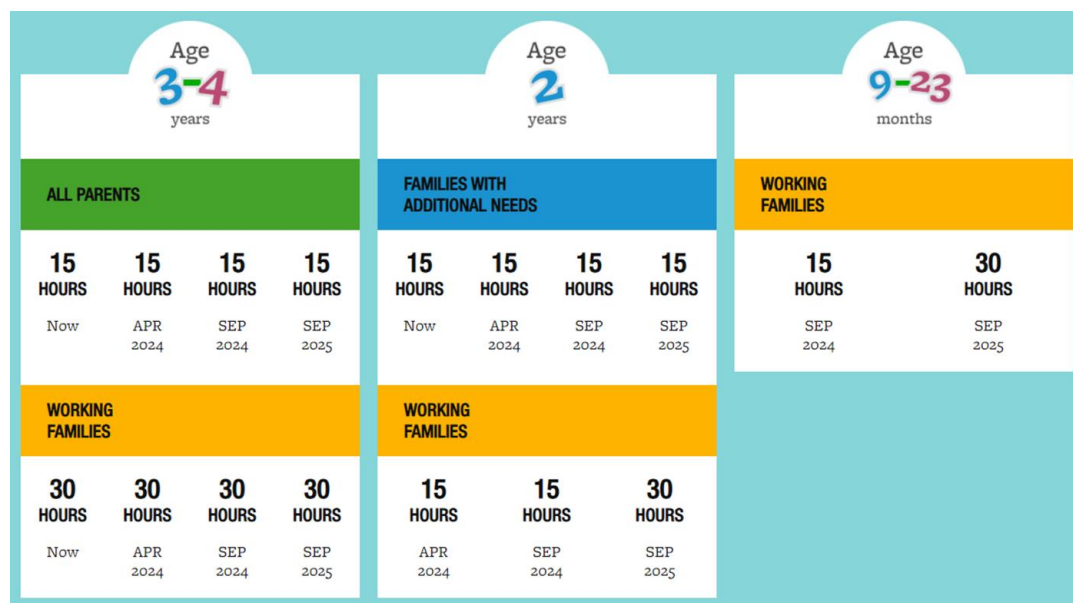 Age
3-4
years
ALL PARENTS
15 15 15 15
HOURS HOURS HOURS HOURS
Now APR SEP SEP
2024 2024 2025
WORKING
FAMILIES
30 30 30 30
HOURS HOURS HOURS HOURS
Now APR SEP SEP
2024 2024 2025
Age
2
years
FAMILIES WITH
ADDITIONAL NEEDS
15 15 15 15
HOURS HOURS HOURS HOURS
Now APR SEP SEP
2024 2024 2025
WORKING
FAMILIES
15 15 30
HOURS HOURS HOURS
APR SEP SEP
2024 2024 2025
Age
9-23
months
WORKING
FAMILIES
15 30
HOURS HOURS
SEP SEP
2024 2025